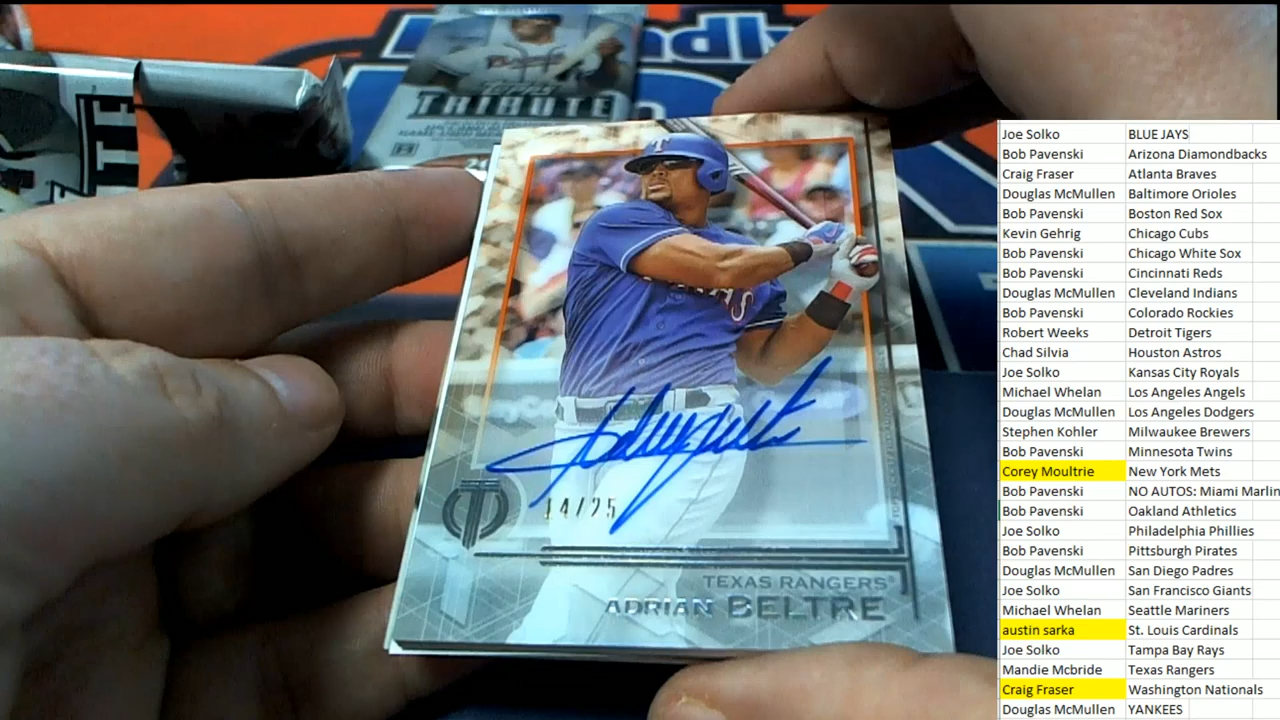 TOPPS
TRIBUTE
14/25
TEXAS RANGERS
ADRIAN BELTRE
Joe Solko BLUE JAYS
Bob Pavenski Arizona Diamondbacks
Craig Fraser Atlanta Braves
Douglas McMullen Baltimore Orioles
Bob Pavenski Boston Red Sox
Kevin Gehrig Chicago Cubs
Bob Pavenski Chicago White Sox
Bob Pavenski Cincinnati Reds
Douglas McMullen Cleveland Indians
Bob Pavenski Colorado Rockies
Robert Weeks Detroit Tigers
Chad Silvia Houston Astros
Joe Solko Kansas City Royals
Michael Whelan Los Angeles Angels
Douglas McMullen Los Angeles Dodgers
Stephen Kohler Milwaukee Brewers
Bob Pavenski Minnesota Twins
Corey Moultrie New York Mets
Bob Pavenski NO AUTOS: Miami Marlin
Bob Pavenski Oakland Athletics
Joe Solko Philadelphia Phillies
Bob Pavenski Pittsburgh Pirates
Douglas McMullen San Diego Padres
Joe Solko San Francisco Giants
Michael Whelan Seattle Mariners
austin sarka St. Louis Cardinals
Joe Solko Tampa Bay Rays
Mandie Mcbride Texas Rangers
Craig Fraser Washington Nationals
Douglas McMullen YANKEES